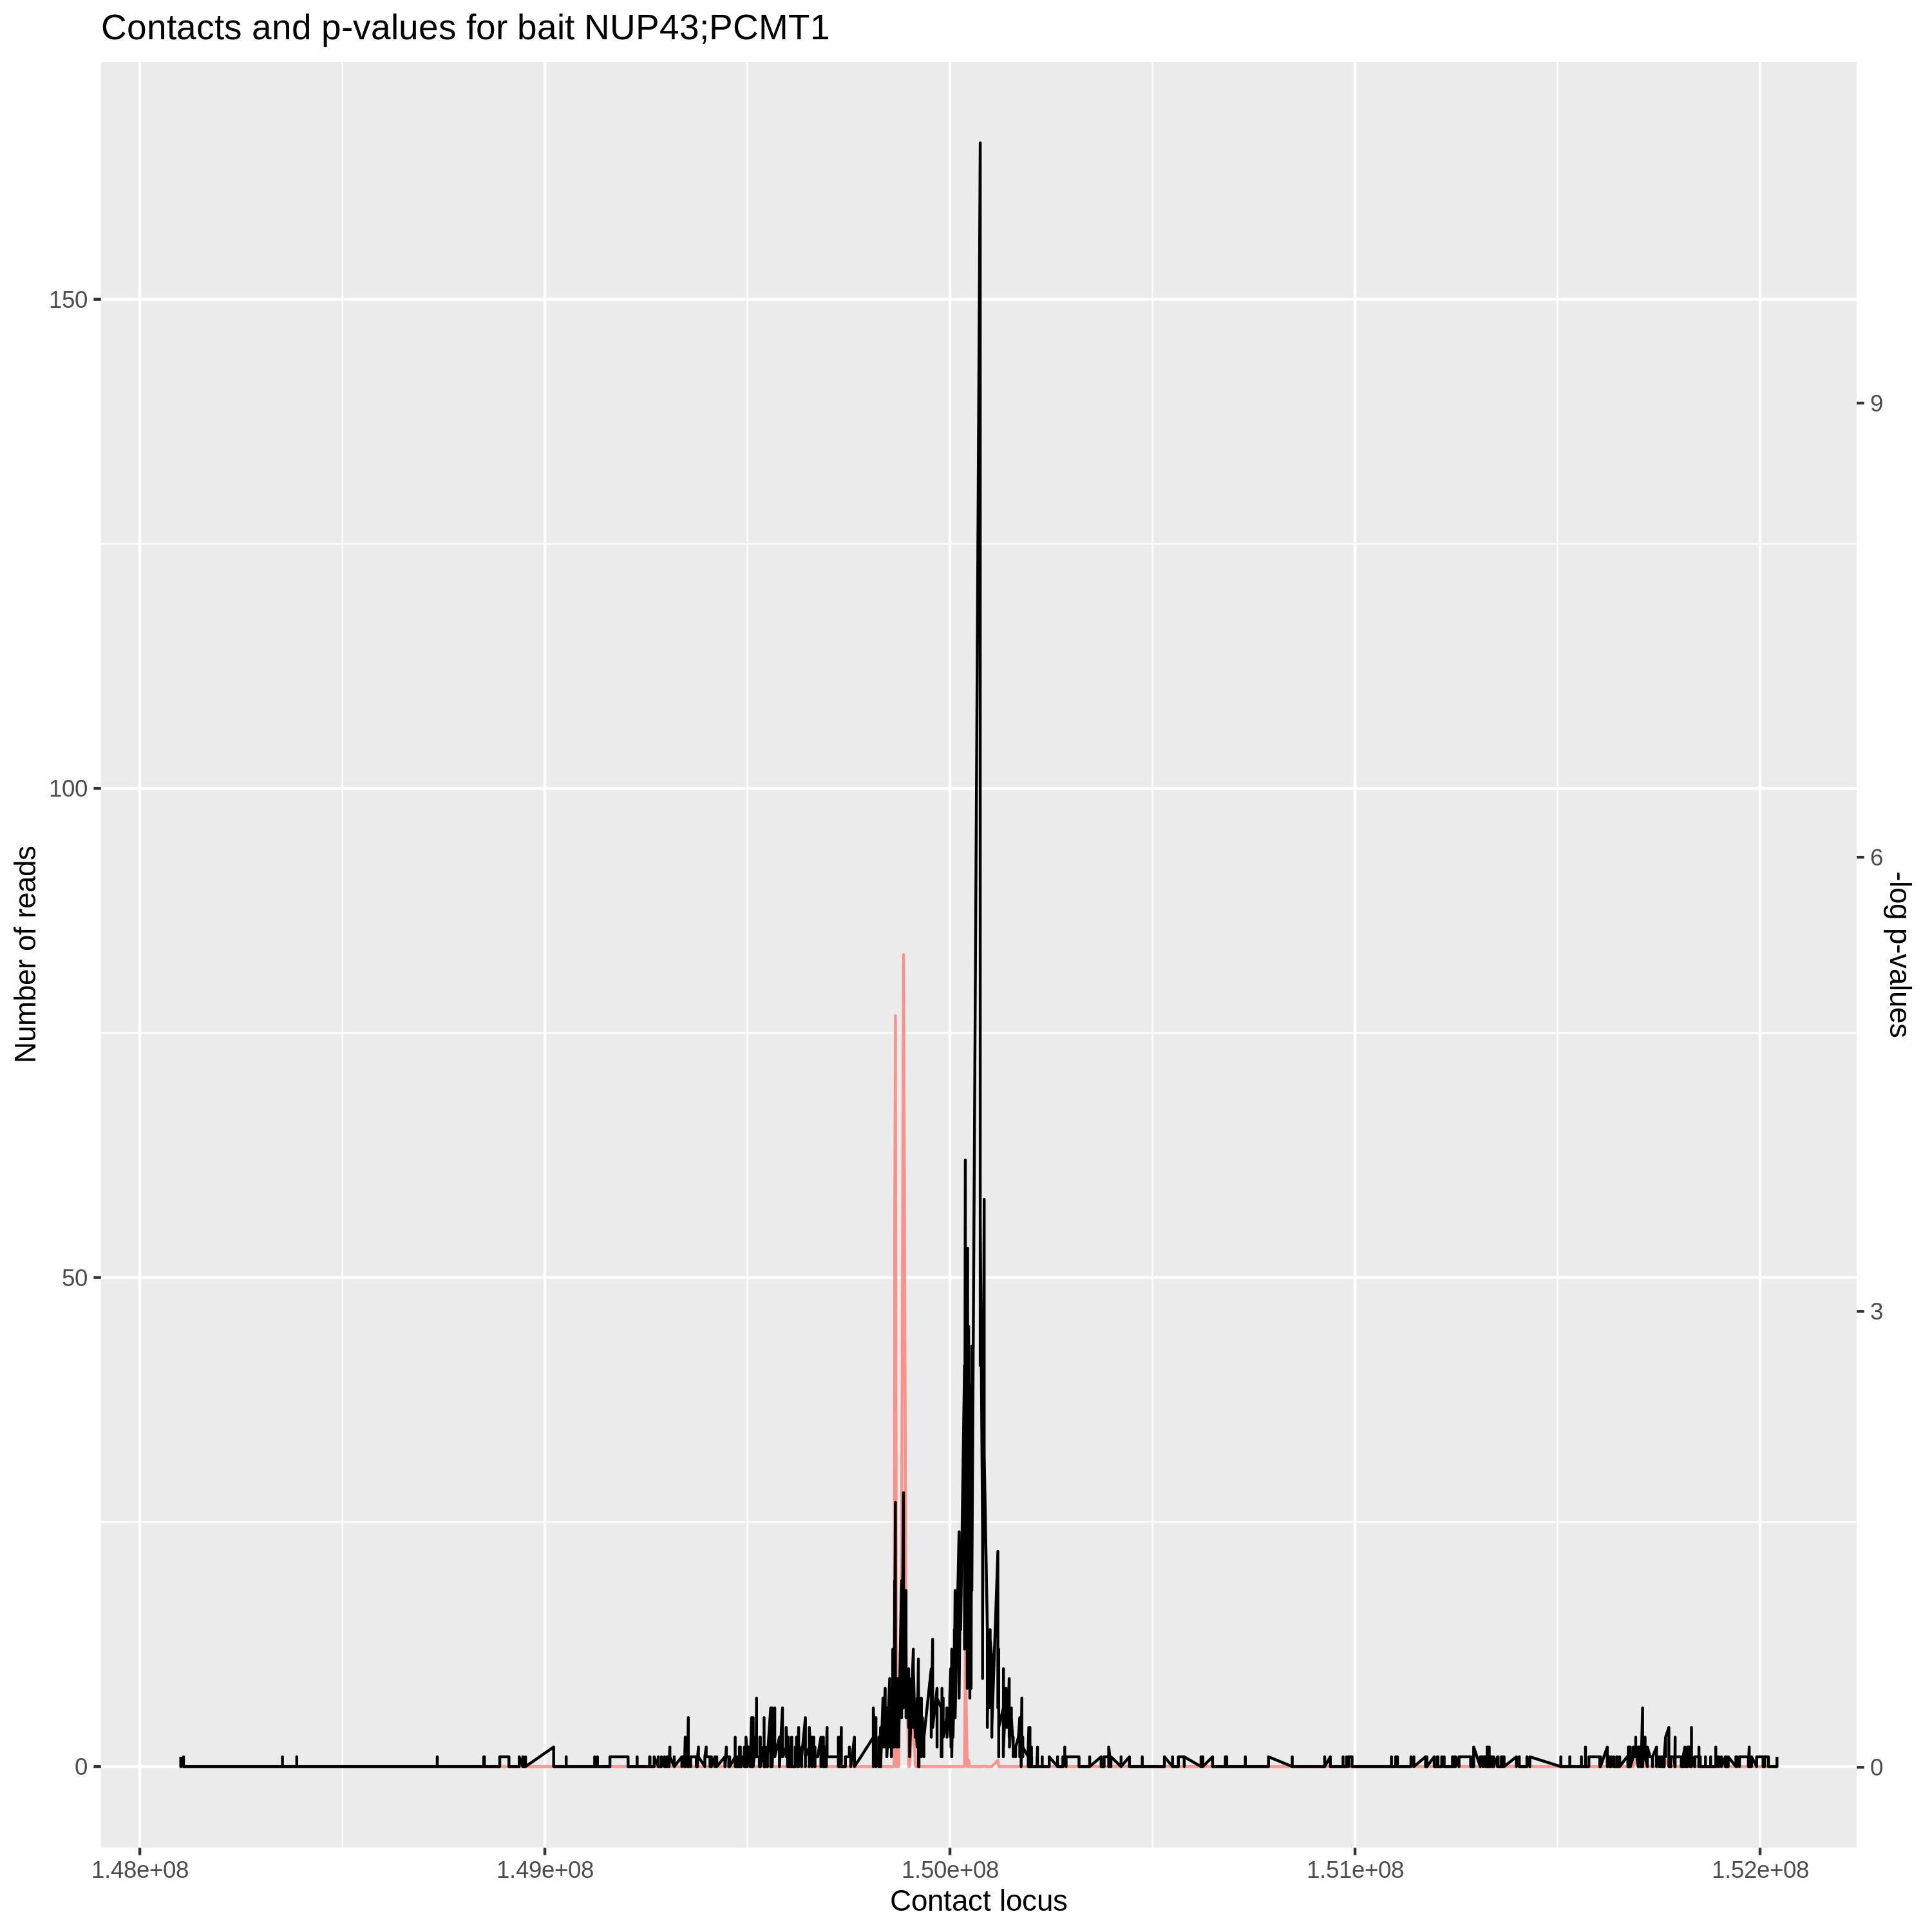 Contacts and p-values for bait NUP43;PCMT1
150
100
50
0
Number of reads
9
6
3
0
-log p-values
1.48e+08
1.49e+08
1.50e+08
1.51e+08
1.52e+08
Contact locus